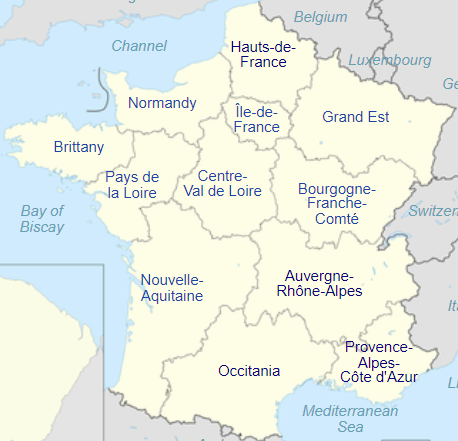 Belgium
Channel
Hauts-de-
France
Luxembourg
Ge
Normandy
Île-de-
France
Grand Est
Brittany
Pays de
la Loire
Centre-
Val de Loire
Bourgogne-
Franche-
Comté
Bay of
Biscay
Switzerl
Nouvelle-
Aquitaine
Auvergne-
Rhône-Alpes
It
Provence-
Alpes-
Côte d'Azur
Occitania
Li
Mediterranean
Sea